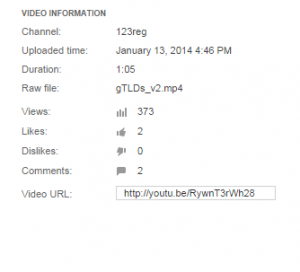 VIDEO INFORMATION
Channel: 123reg
Uploaded time: January 13, 2014 4:46 PM
Duration: 1:05
Raw file: gTLDs_v2.mp4
Views: 373
Likes: 2
Dislikes: 0
Comments: 2
Video URL: http://youtu.be/RywnT3rWh28